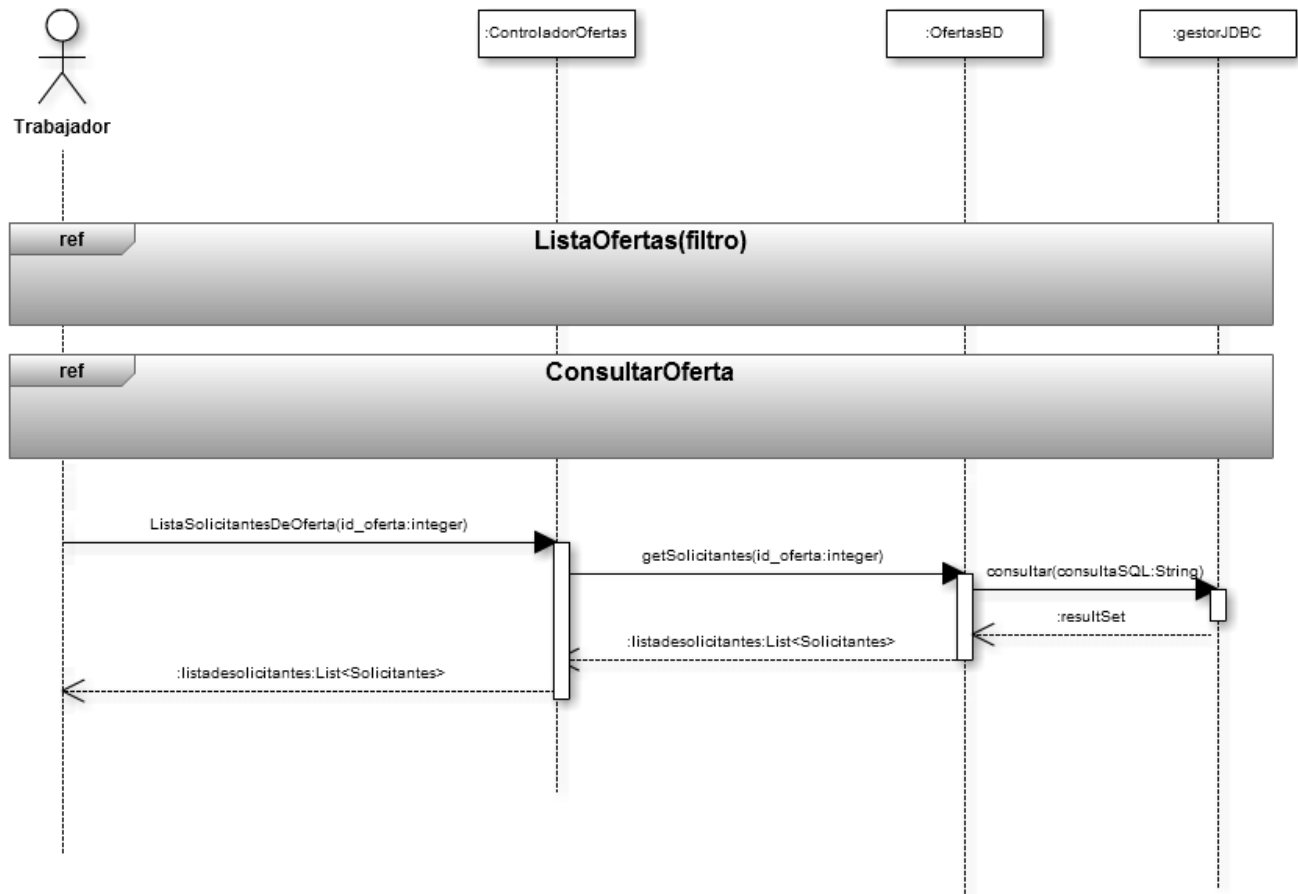 :ControladorOfertas
:OfertasBD
:gestorJDBC
Trabajador
ref
ListaOfertas(filtro)
ref
ConsultarOferta
ListaSolicitantesDeOferta(id_oferta:integer)
getSolicitantes(id_oferta:integer)
consultar(consultaSQL:String)
:resultSet
:listadesolicitantes:List<Solicitantes>
:listadesolicitantes:List<Solicitantes>